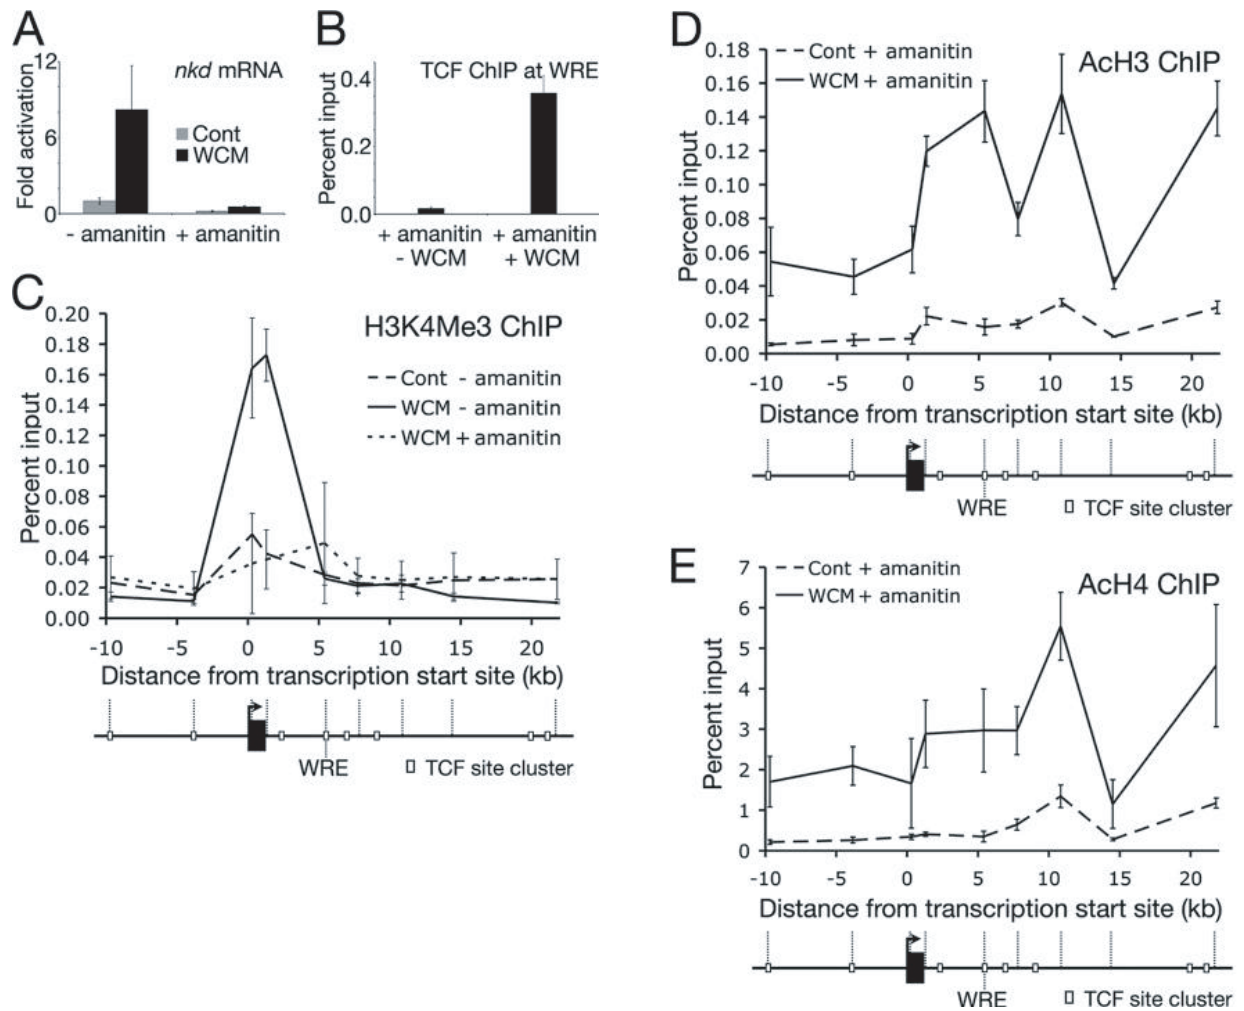 A
nkd mRNA
Fold activation
12
6
0
Cont
WCM
- amanitin + amanitin
B
TCF ChIP at WRE
Percent input
0.4
0.2
0.0
+ amanitin + amanitin
- WCM + WCM
C
H3K4Me3 ChIP
Cont - amanitin
WCM - amanitin
WCM + amanitin
Percent input
0.20
0.18
0.16
0.14
0.12
0.10
0.08
0.06
0.04
0.02
0.00
-10 -5 0 5 10 15 20
Distance from transcription start site (kb)
WRE
TCF site cluster
D
AcH3 ChIP
Cont + amanitin
WCM + amanitin
Percent input
0.18
0.16
0.14
0.12
0.10
0.08
0.06
0.04
0.02
0.00
-10 -5 0 5 10 15 20
Distance from transcription start site (kb)
WRE
TCF site cluster
E
AcH4 ChIP
Cont + amanitin
WCM + amanitin
Percent input
7
6
5
4
3
2
1
0
-10 -5 0 5 10 15 20
Distance from transcription start site (kb)
WRE
TCF site cluster